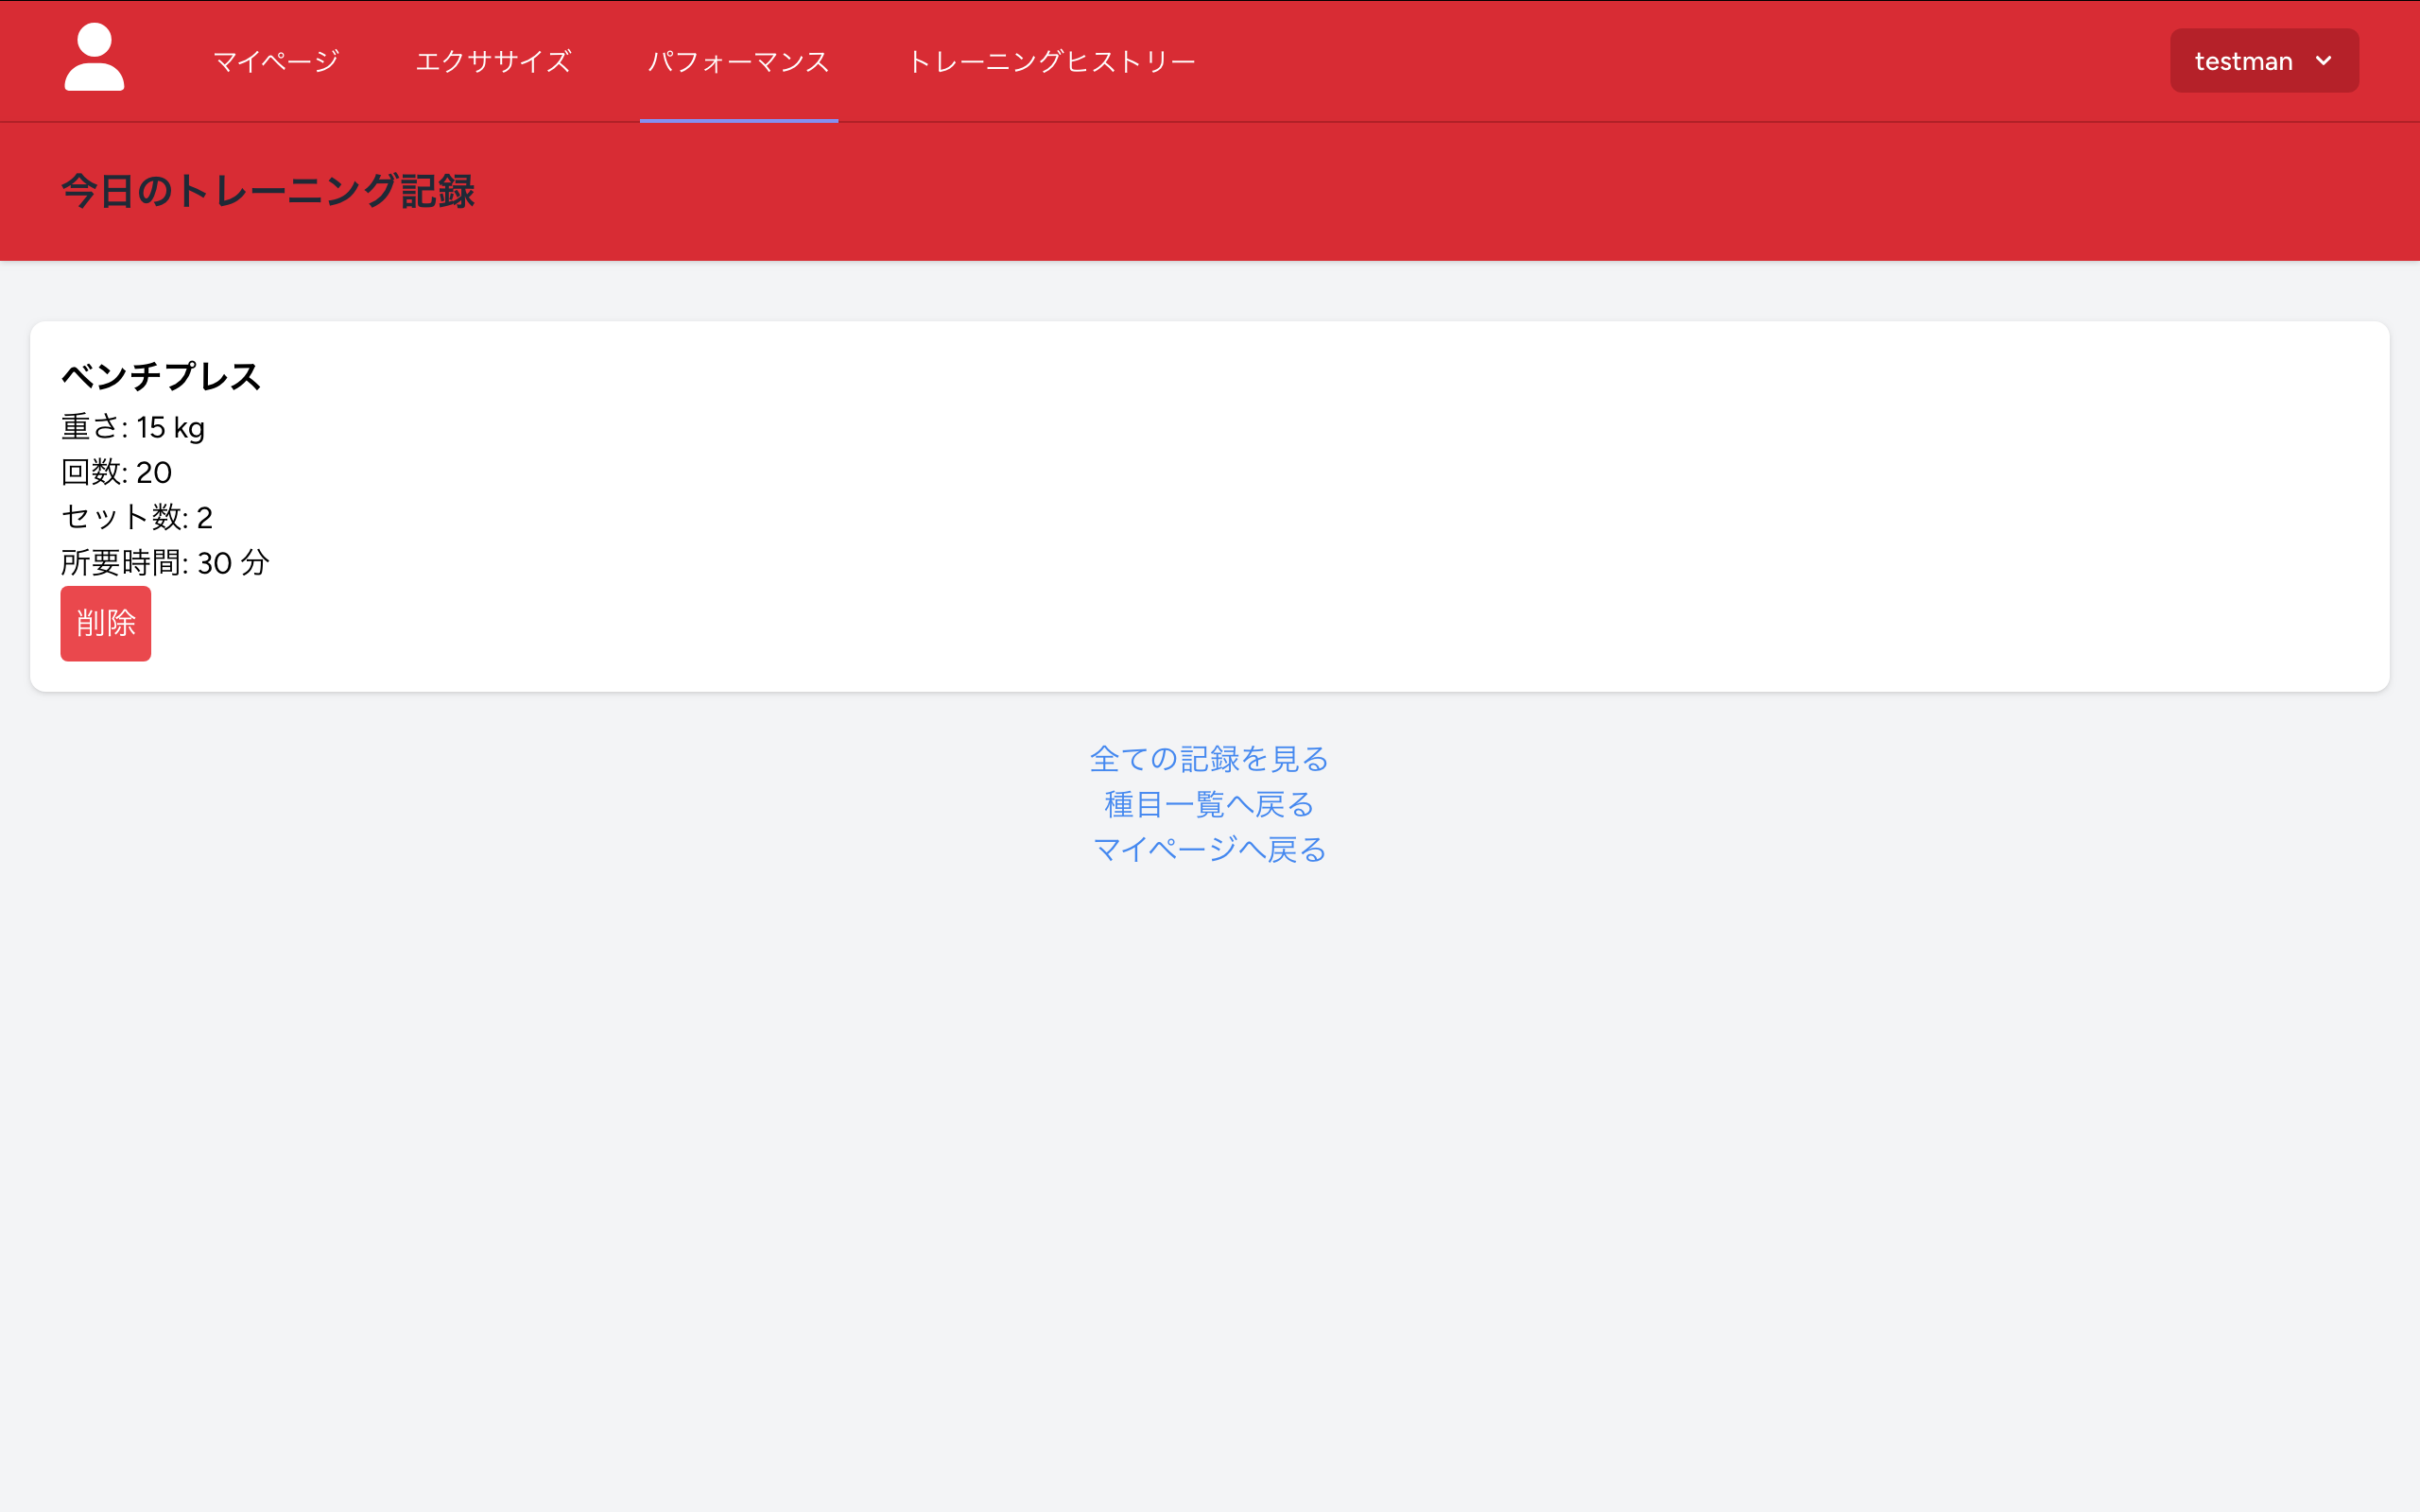 マイページ エクササイズ パフォーマンス トレーニングヒストリー testman
今日のトレーニング記録
ベンチプレス
重さ: 15 kg
回数: 20
セット数: 2
所要時間: 30 分
削除
全ての記録を見る
種目一覧へ戻る
マイページへ戻る